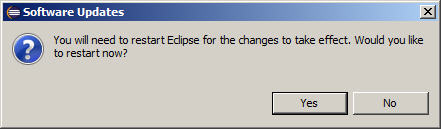 Software Updates
You will need to restart Eclipse for the changes to take effect. Would you like
to restart now?
Yes
No